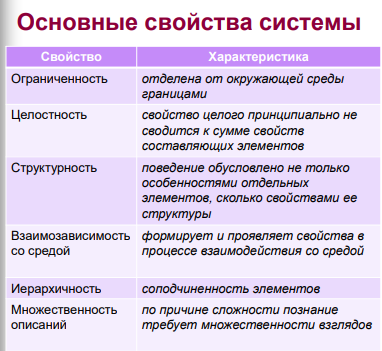 Основные свойства системы
Свойство Характеристика
Ограниченность отделена от окружающей среды
границами
Целостность свойство целого принципиально не
сводится к сумме свойств
составляющих элементов
Структурность поведение обусловлено не только
особенностями отдельных
элементов, сколько свойствами ее
структуры
Взаимозависимость формирует и проявляет свойства в
со средой процессе взаимодействия со средой
Иерархичность соподчиненность элементов
Множественность по причине сложности познание
описаний требует множественности взглядов